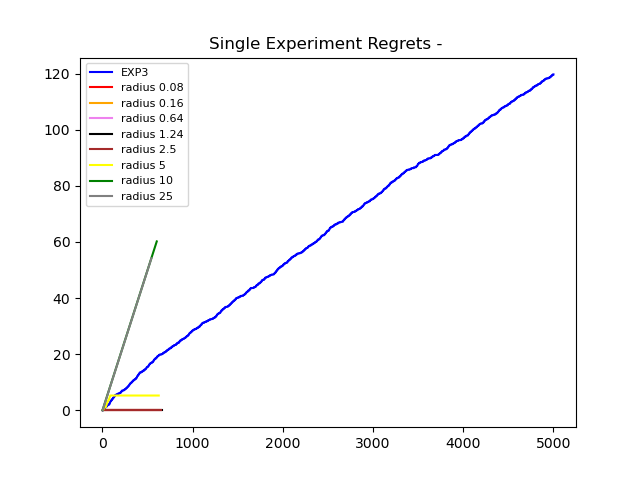 Single Experiment Regrets -
120
100
80
60
40
20
0
EXP3
radius 0.08
radius 0.16
radius 0.64
radius 1.24
radius 2.5
radius 5
radius 10
radius 25
0 1000 2000 3000 4000 5000